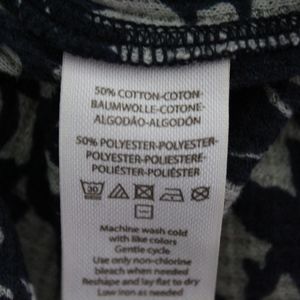 50% COTTON-COTON-
BAUMWOLLE-COTONE-
ALGODÃO-ALGODÓN
50% POLYESTER-POLYESTER-
POLYESTER-POLIESTERE-
POLIÉSTER-POLIÉSTER
30
Machine wash cold
with like colors
Gentle cycle
Use only non-chlorine
bleach when needed
Reshape and lay flat to dry
Low iron as needed